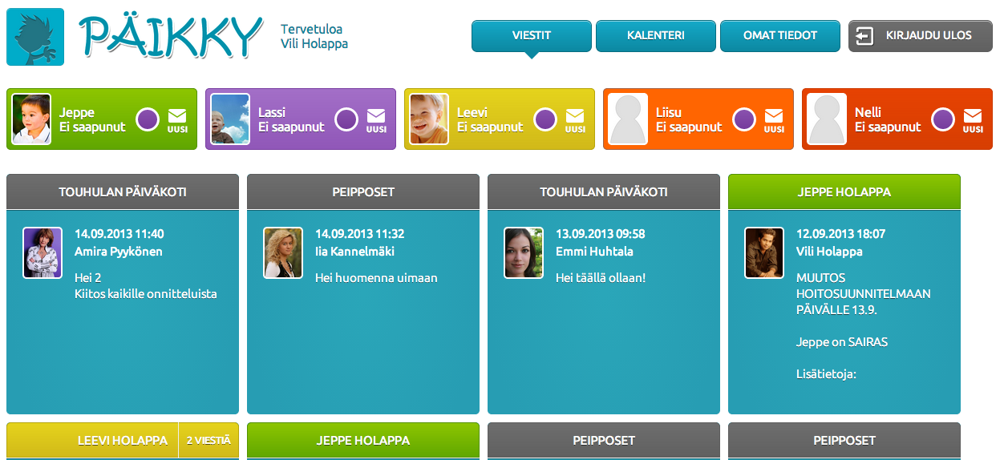 PÄIKKY
Tervetuloa
Vili Holappa
VIESTIT
KALENTERI
OMAT TIEDOT
KIRJAUDU ULOS
Jeppe
Ei saapunut
UUSI
Lassi
Ei saapunut
UUSI
Leevi
Ei saapunut
UUSI
Liisu
Ei saapunut
UUSI
Nelli
Ei saapunut
UUSI
TOUHULAN PÄIVÄKOTI
14.09.2013 11:40
Amira Pyykönen
Hei 2
Kiitos kaikille onnitteluista
PEIPPOSET
14.09.2013 11:32
Iia Kannelmäki
Hei huomenna uimaan
TOUHULAN PÄIVÄKOTI
13.09.2013 09:58
Emmi Huhtala
Hei täällä ollaan!
JEPPE HOLAPPA
12.09.2013 18:07
Vili Holappa
MUUTOS
HOITOSUUNNITELMAAN
PÄIVÄLLE 13.9.
Jeppe on SAIRAS
Lisätietoja:
LEEVI HOLAPPA
2 VIESTIÄ
JEPPE HOLAPPA
PEIPPOSET
PEIPPOSET